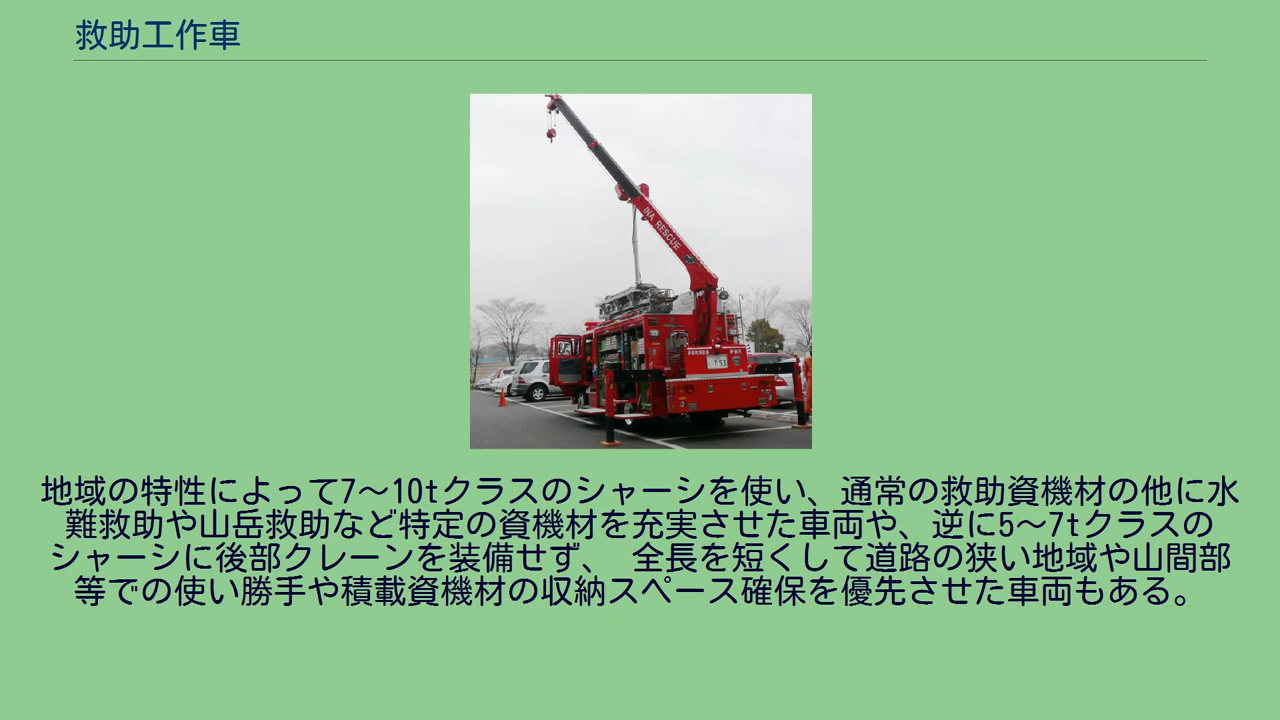 救助工作車
INA RESCUE
7 53
地域の特性によって7～10tクラスのシャーシを使い、通常の救助資機材の他に水
難救助や山岳救助など特定の資機材を充実させた車両や、逆に5～7tクラスの
シャーシに後部クレーンを装備せず、 全長を短くして道路の狭い地域や山間部
等での使い勝手や積載資機材の収納スペース確保を優先させた車両もある。